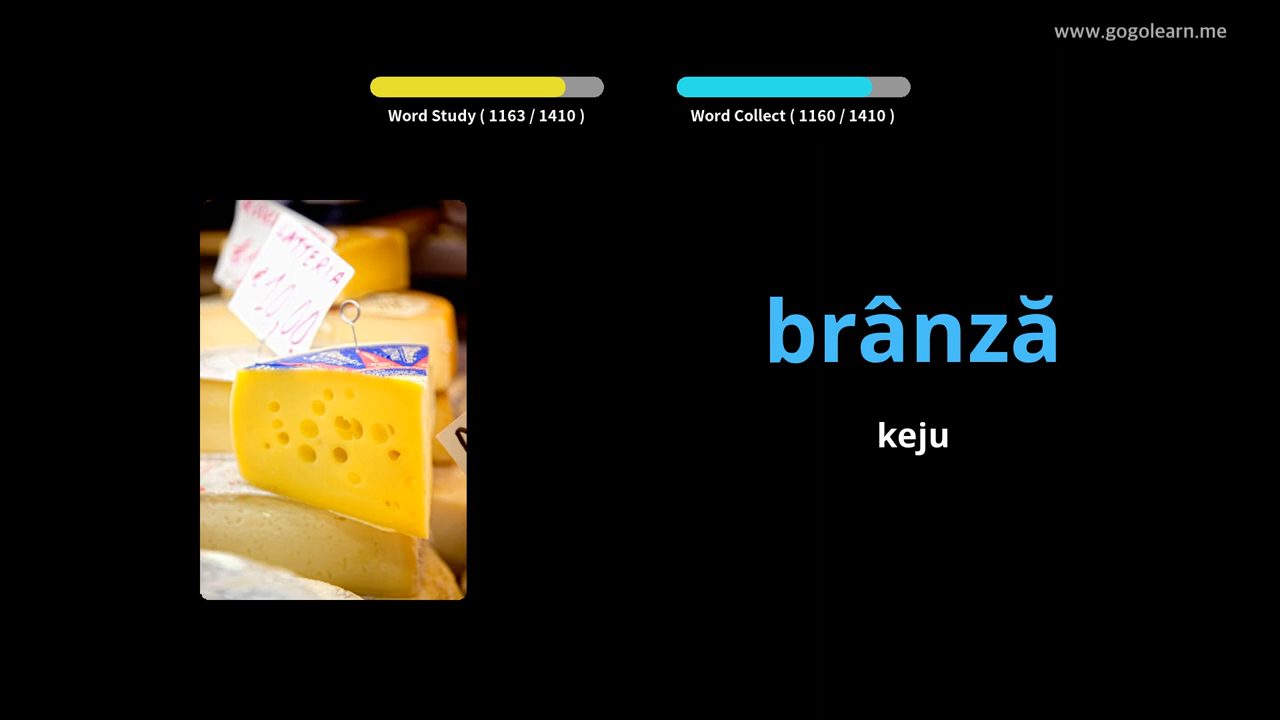 www.gogolearn.me
Word Study ( 1163 / 1410 )
Word Collect ( 1160 / 1410 )
LATTERIA
€10,00
brânză
keju